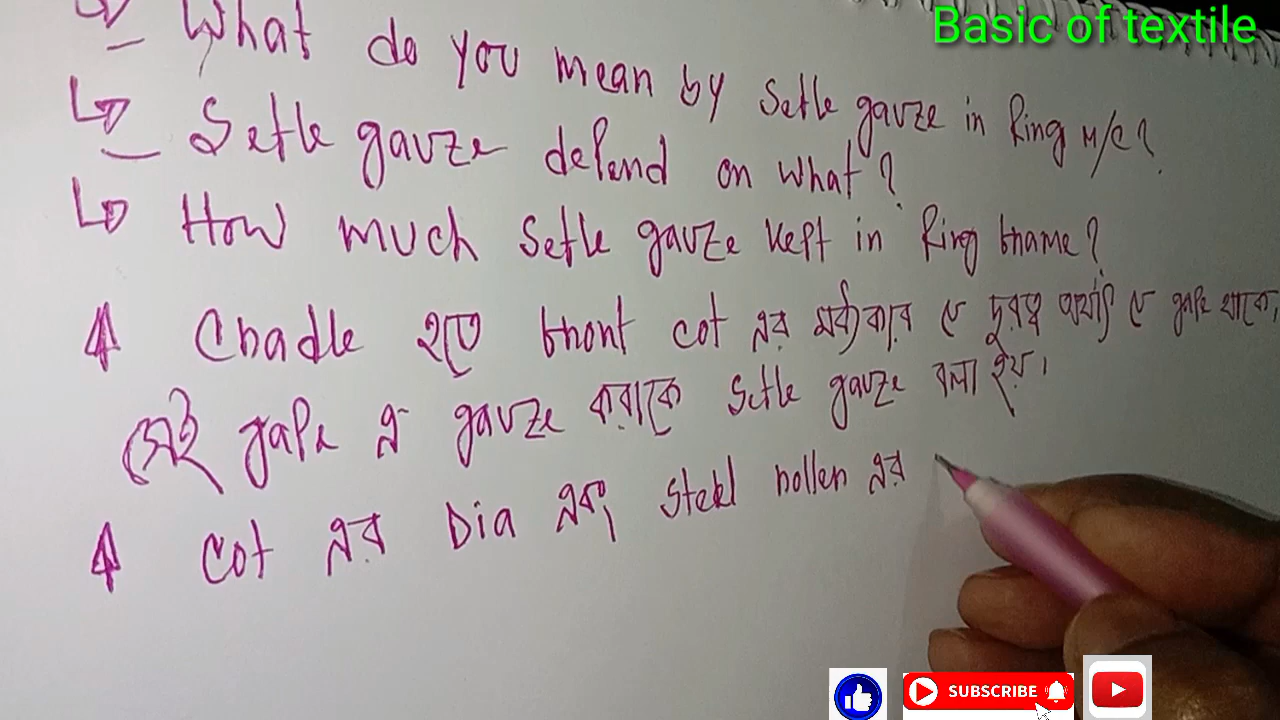 Basic of textile
What do you mean by Setle gauze in Ring M/C?
Setle gauze depend on what?
How much Setle gauze kept in Ring frame?
Cradle হতে front cot এর মধ্যকার যে দুরত্ব অর্থাৎ যে gape থাকে,
সেই gape এ gauze করাকে Setle gauze বলা হয়।
Cot এর Dia এবং steel roller এর
SUBSCRIBE